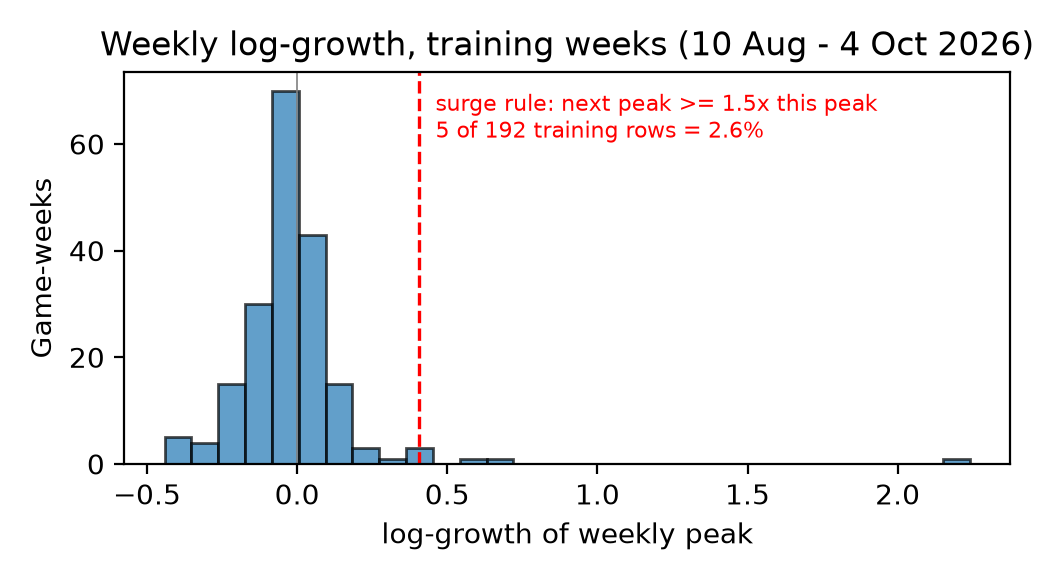 Weekly log-growth, training weeks (10 Aug - 4 Oct 2026)
surge rule: next peak >= 1.5x this peak
5 of 192 training rows = 2.6%
Game-weeks
60
40
20
0
−0.5 0.0 0.5 1.0 1.5 2.0
log-growth of weekly peak